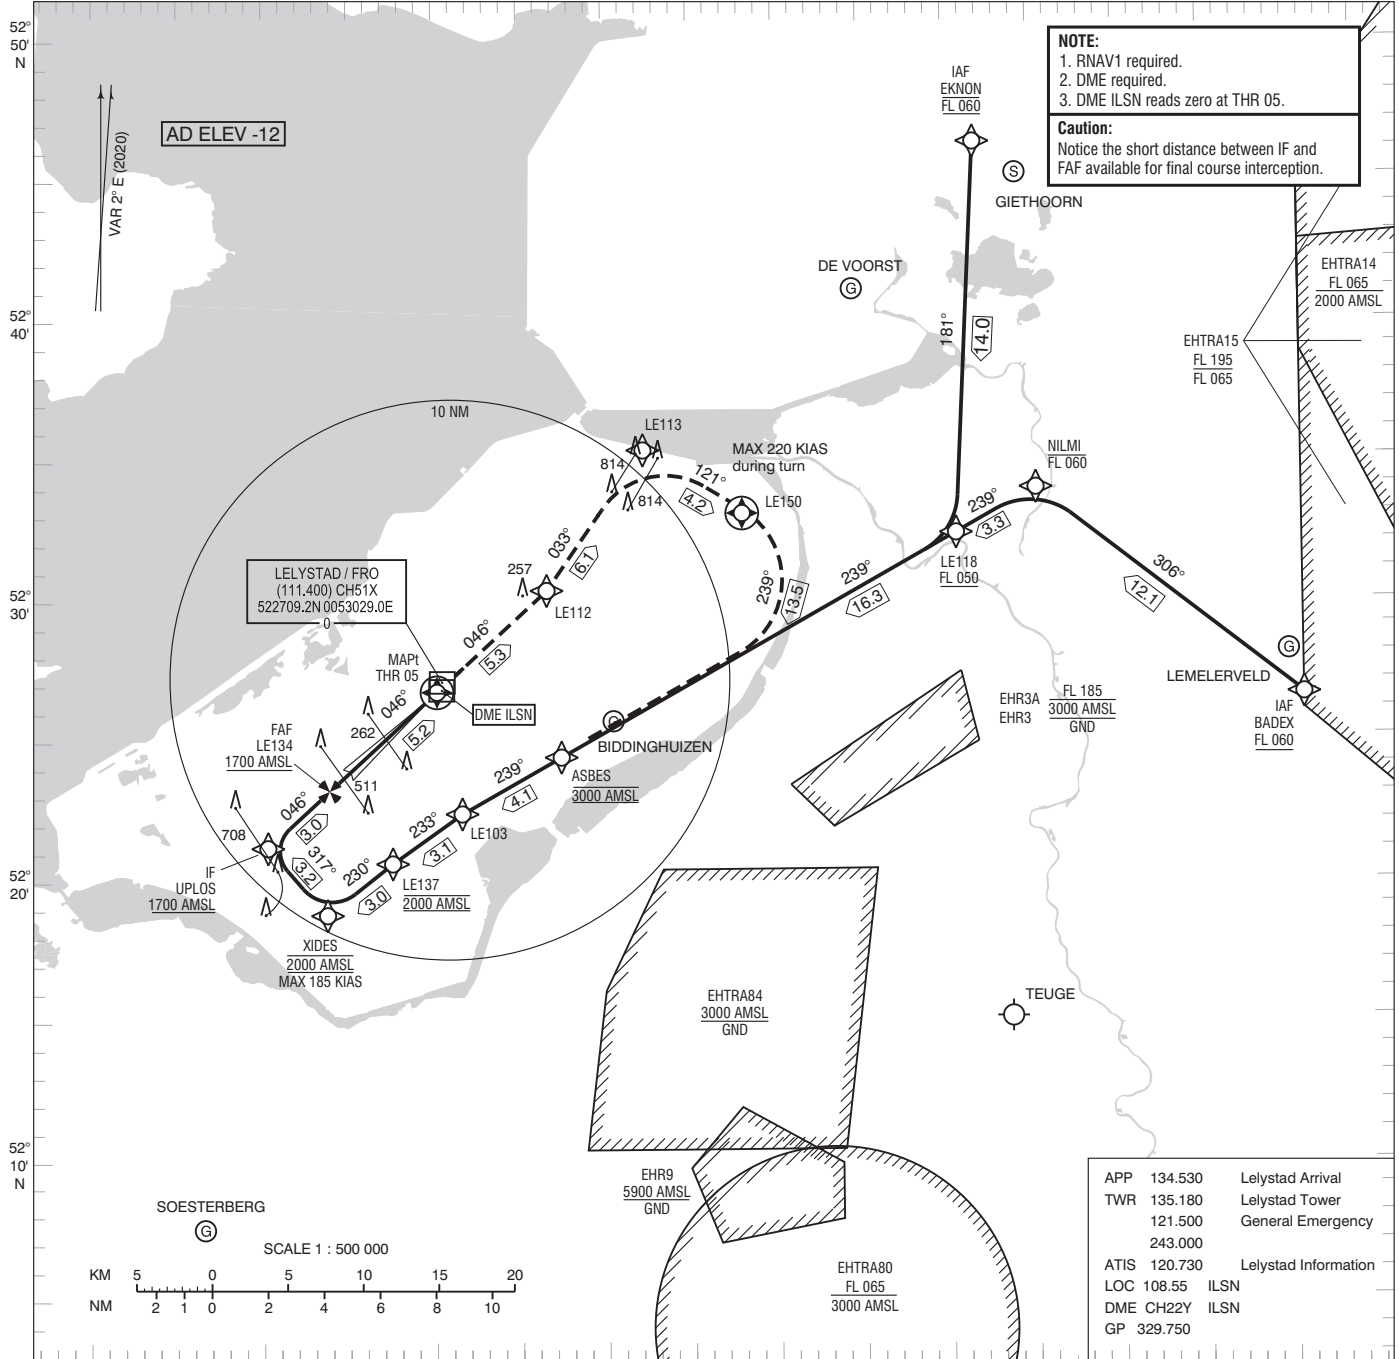 52°
50'
N
AD ELEV -12
VAR 2° E (2020)
IAF
EKNON
FL 060
NOTE:
1. RNAV1 required.
2. DME required.
3. DME ILSN reads zero at THR 05.
Caution:
Notice the short distance between IF and
FAF available for final course interception.
S
GIETHOORN
DE VOORST
G
EHTRA14
FL 065
2000 AMSL
52°
40'
181°
14.0
EHTRA15
FL 195
FL 065
10 NM
LE113
MAX 220 KIAS
during turn
NILMI
FL 060
814
814
121°
4.2
LE150
239°
3.3
LE118
FL 050
033°
6.1
257
LE112
LELYSTAD / FRO
(111.400) CH51X
522709.2N 0053029.0E
0
52°
30'
239°
13.5
239°
16.3
306°
12.1
046°
5.3
G
LEMELERVELD
MAPt
THR 05
DME ILSN
046°
5.2
262
EHR3A
EHR3
FL 185
3000 AMSL
GND
IAF
BADEX
FL 060
FAF
LE134
1700 AMSL
G
BIDDINGHUIZEN
511
239°
4.1
ASBES
3000 AMSL
046°
3.0
708
233°
3.1
LE103
317°
3.2
230°
3.0
LE137
2000 AMSL
IF
UPLOS
1700 AMSL
52°
20'
XIDES
2000 AMSL
MAX 185 KIAS
EHTRA84
3000 AMSL
GND
TEUGE
52°
10'
N
EHR9
5900 AMSL
GND
SOESTERBERG
G
SCALE 1 : 500 000
KM 5 0 5 10 15 20
NM 2 1 0 2 4 6 8 10
EHTRA80
FL 065
3000 AMSL
APP 134.530 Lelystad Arrival
TWR 135.180 Lelystad Tower
121.500 General Emergency
243.000
ATIS 120.730 Lelystad Information
LOC 108.55 ILSN
DME CH22Y ILSN
GP 329.750